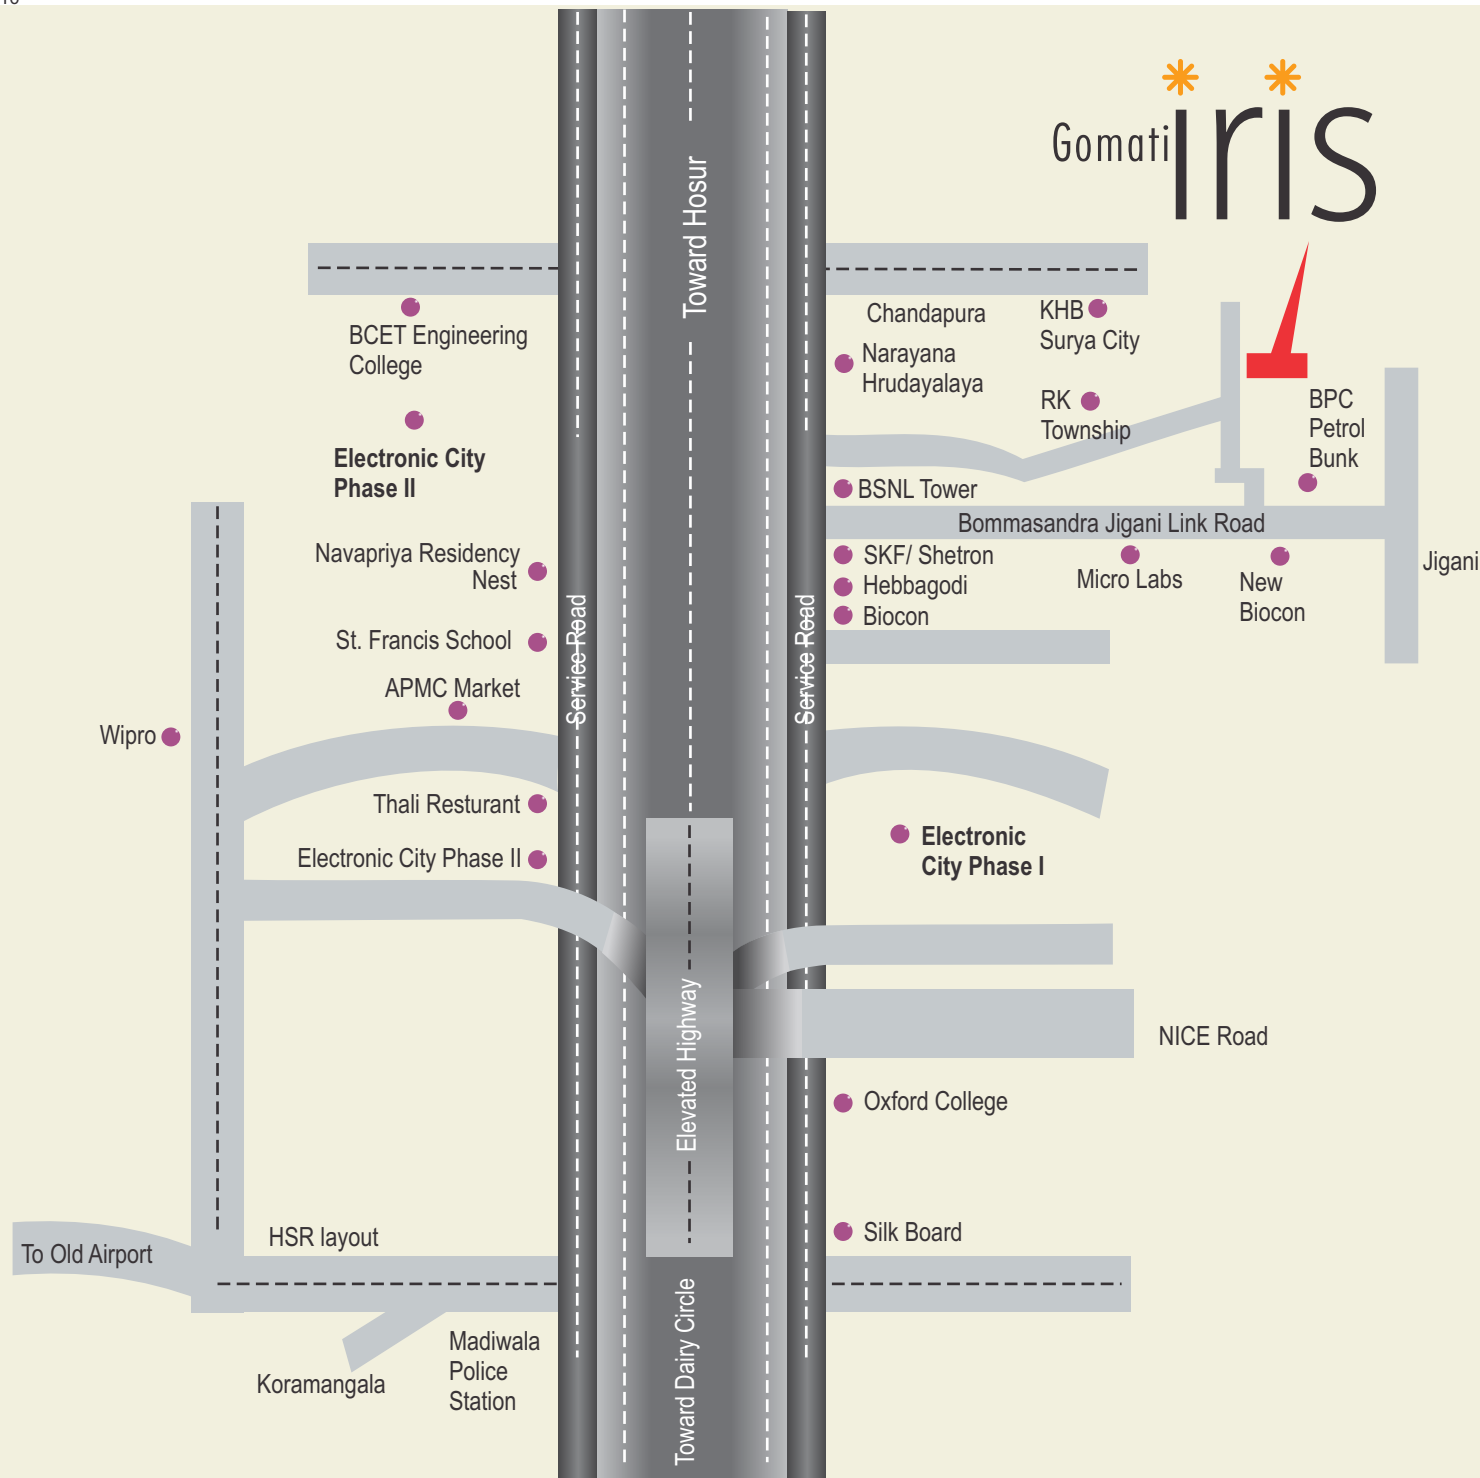 Gomati iris
Toward Hosur
BCET Engineering
College
Chandapura
KHB
Surya City
Narayana
Hrudayalaya
RK
Township
BPC
Petrol
Bunk
Electronic City
Phase II
BSNL Tower
Bommasandra Jigani Link Road
Navapriya Residency
Nest
SKF/ Shetron
Hebbagodi
Biocon
Micro Labs
New
Biocon
Jigani
St. Francis School
Service Road
Service Road
APMC Market
Wipro
Thali Resturant
Electronic City Phase II
Electronic
City Phase I
Elevated Highway
NICE Road
Oxford College
Silk Board
HSR layout
To Old Airport
Toward Dairy Circle
Koramangala
Madiwala
Police
Station